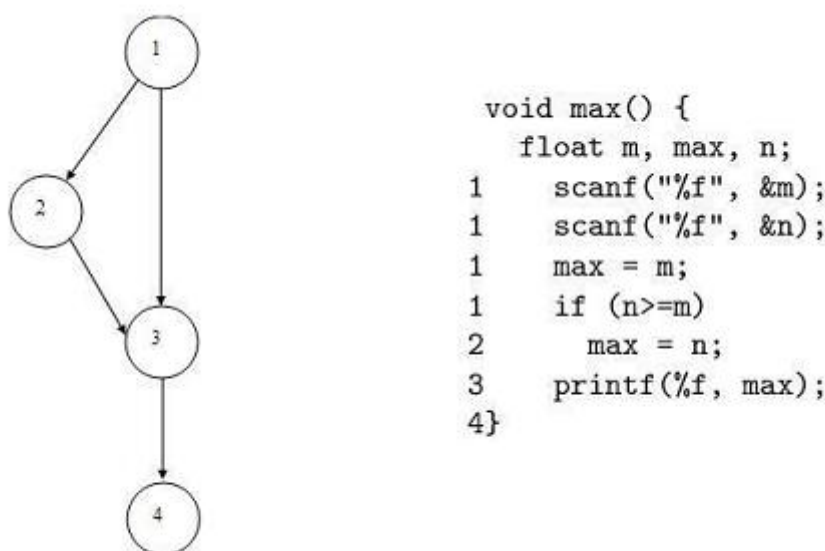 1
2
3
4
void max() {
float m, max, n;
1 scanf("%f", &m);
1 scanf("%f", &n);
1 max = m;
1 if (n>=m)
2 max = n;
3 printf(%f, max);
4}